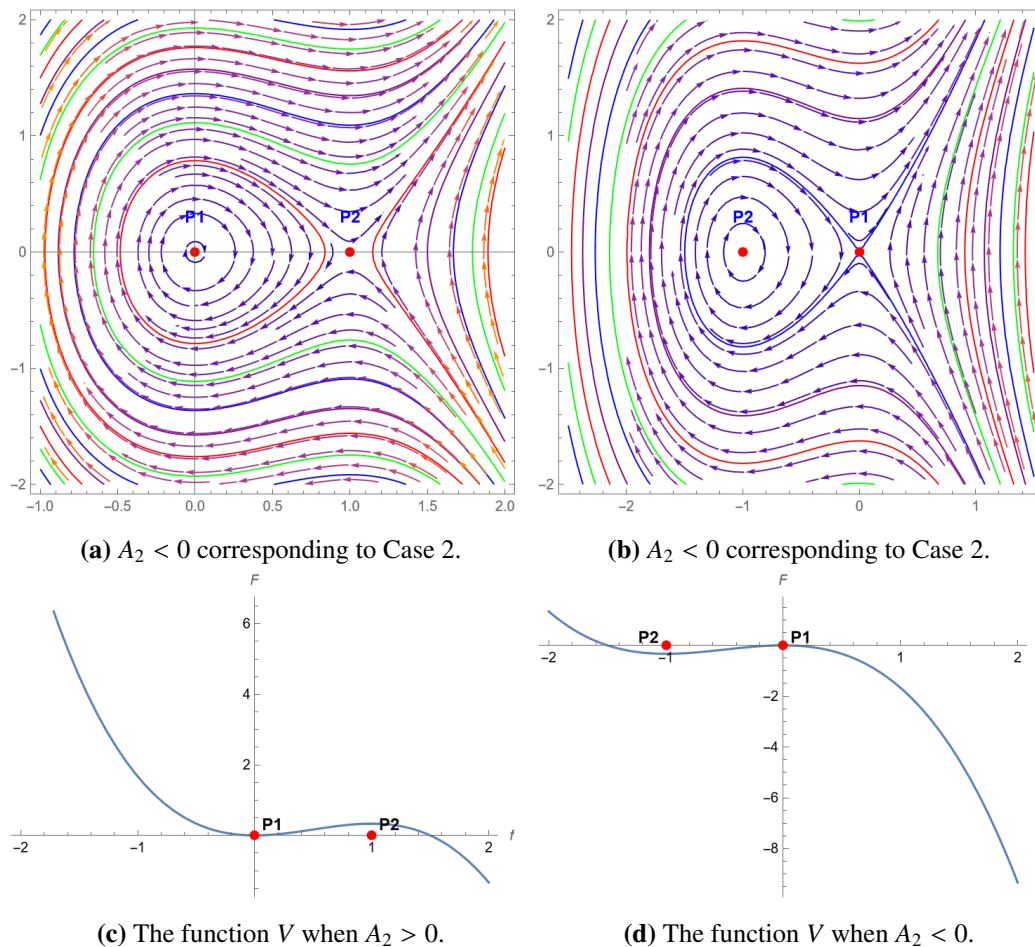 2
1
0
−1
−2
P1
P2
−1.0
−0.5
0.0
0.5
1.0
1.5
2.0
2
1
0
−1
−2
P2
P1
−2
−1
0
1
(a) A₂ < 0 corresponding to Case 2.
(b) A₂ < 0 corresponding to Case 2.
F
6
4
2
P1
P2
−2
−1
1
2
f
F
P2
P1
−2
−1
1
2
−2
−4
−6
−8
(c) The function V when A₂ > 0.
(d) The function V when A₂ < 0.